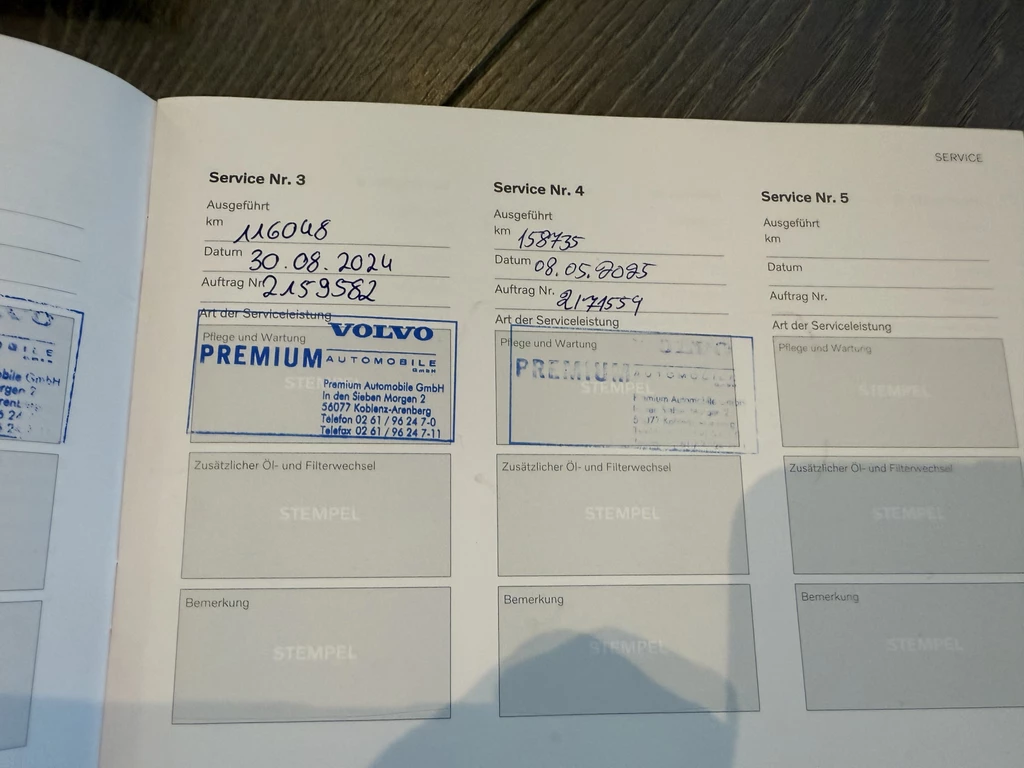 SERVICE
Service Nr. 3
Ausgeführt
km 116048
Datum 30.08.2024
Auftrag Nr. 2159582
Art der Serviceleistung
Pflege und Wartung
VOLVO
PREMIUM AUTOMOBILE
GmbH
STEMPEL
Premium Automobile GmbH
In den Sieben Morgen 2
56077 Koblenz-Arenberg
Telefon 02 61 / 96 24 7-0
Telefax 02 61 / 96 24 7-11
Zusätzlicher Öl- und Filterwechsel
STEMPEL
Bemerkung
STEMPEL
Service Nr. 4
Ausgeführt
km 158735
Datum 08.05.2025
Auftrag Nr. 2171559
Art der Serviceleistung
Pflege und Wartung
PREMIUM AUTOMOBILE
STEMPEL
Premium Automobile
Zusätzlicher Öl- und Filterwechsel
STEMPEL
Bemerkung
STEMPEL
Service Nr. 5
Ausgeführt
km
Datum
Auftrag Nr.
Art der Serviceleistung
Pflege und Wartung
STEMPEL
Zusätzlicher Öl- und Filterwechsel
STEMPEL
Bemerkung
STEMPEL